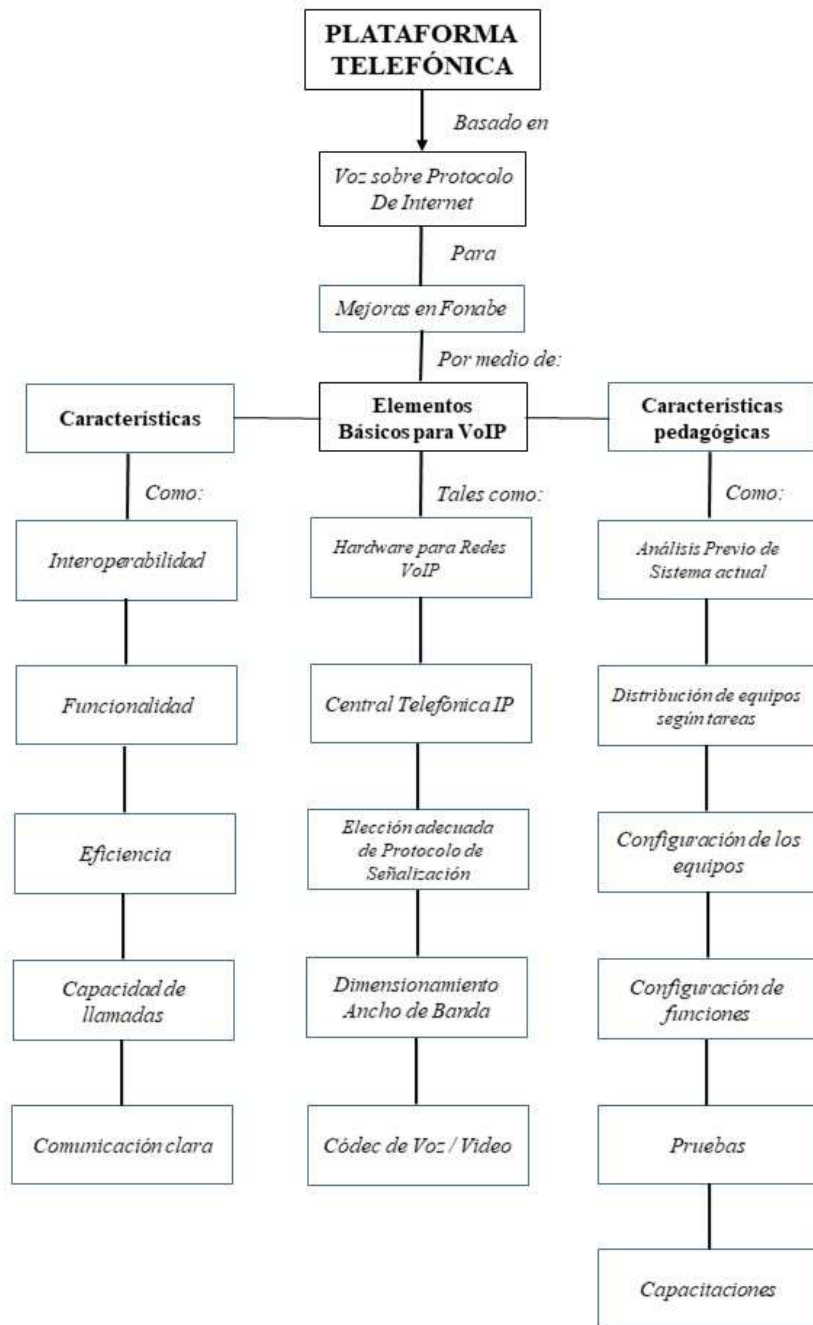 PLATAFORMA
TELEFÓNICA
Basado en
Voz sobre Protocolo
De Internet
Para
Mejoras en Fonabe
Por medio de:
Características
Elementos
Básicos para VoIP
Características
pedagógicas
Como:
Tales como:
Como:
Interoperabilidad
Hardware para Redes
VoIP
Análisis Previo de
Sistema actual
Funcionalidad
Central Telefónica IP
Distribución de equipos
según tareas
Eficiencia
Elección adecuada
de Protocolo de
Señalización
Configuración de los
equipos
Capacidad de
llamadas
Dimensionamiento
Ancho de Banda
Configuración de
funciones
Comunicación clara
Códec de Voz / Video
Pruebas
Capacitaciones